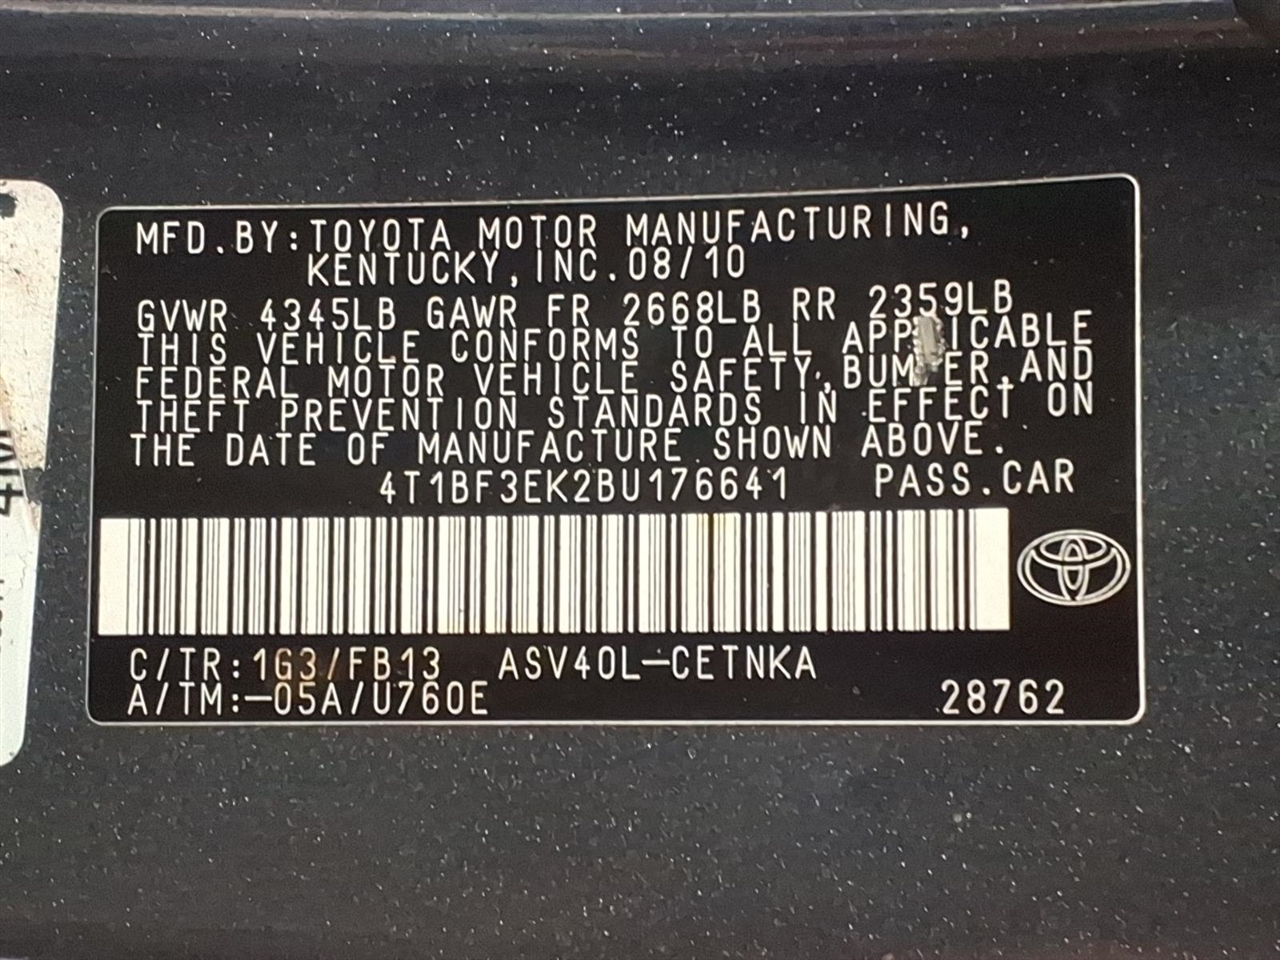 MFD.BY:TOYOTA MOTOR MANUFACTURING,
KENTUCKY,INC.08/10
GVWR 4345LB GAWR FR 2668LB RR 2359LB
THIS VEHICLE CONFORMS TO ALL APPLICABLE
FEDERAL MOTOR VEHICLE SAFETY,BUMPER,AND
THEFT PREVENTION STANDARDS IN EFFECT ON
THE DATE OF MANUFACTURE SHOWN ABOVE.
4T1BF3EK2BU176641 PASS.CAR
C/TR:1G3/FB13 ASV40L-CETNKA
A/TM:-05A/U760E 28762